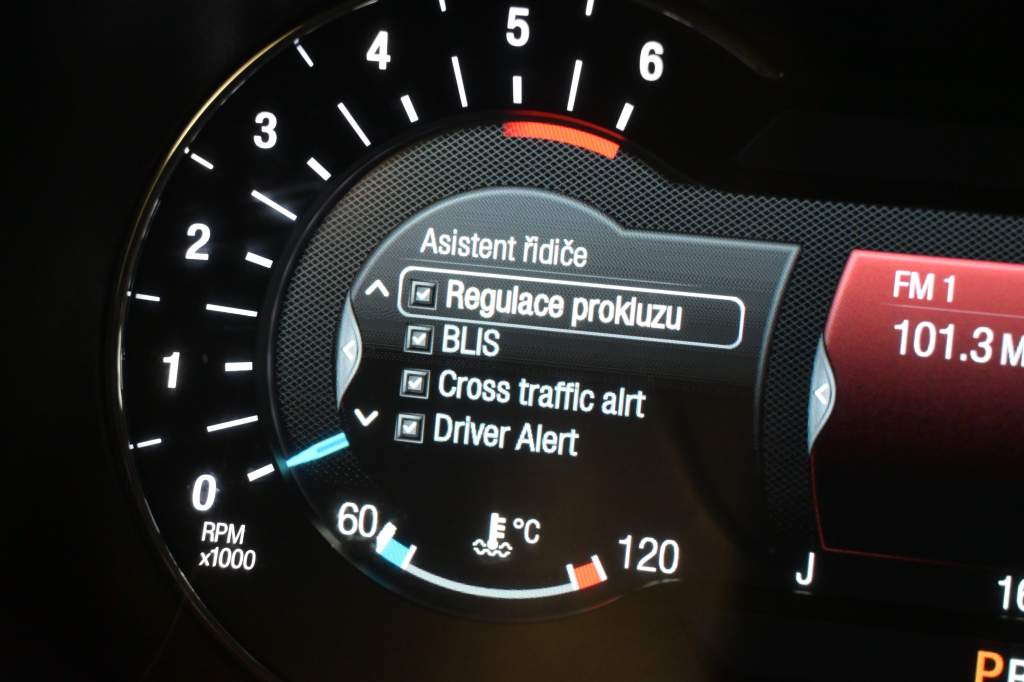 6
5
4
3
2
1
0
RPM
x1000
Asistent řidiče
Regulace prokluzu
BLIS
Cross traffic alrt
Driver Alert
60
°C
120
FM 1
101.3
J
P